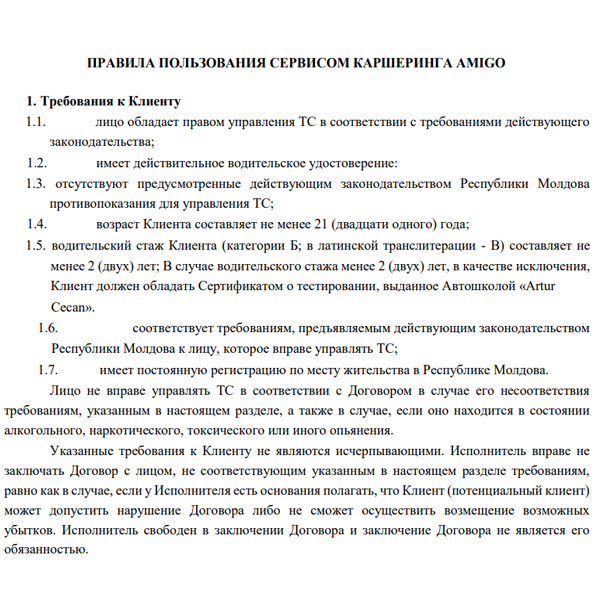 ПРАВИЛА ПОЛЬЗОВАНИЯ СЕРВИСОМ КАРШЕРИНГА AMIGO
1. Требования к Клиенту
1.1. лицо обладает правом управления ТС в соответствии с требованиями действующего
законодательства;
1.2. имеет действительное водительское удостоверение:
1.3. отсутствуют предусмотренные действующим законодательством Республики Молдова
противопоказания для управления ТС;
1.4. возраст Клиента составляет не менее 21 (двадцати одного) года;
1.5. водительский стаж Клиента (категории Б; в латинской транслитерации - B) составляет не
менее 2 (двух) лет; В случае водительского стажа менее 2 (двух) лет, в качестве исключения,
Клиент должен обладать Сертификатом о тестировании, выданное Автошколой «Artur
Cecan».
1.6. соответствует требованиям, предъявляемым действующим законодательством
Республики Молдова к лицу, которое вправе управлять ТС;
1.7. имеет постоянную регистрацию по месту жительства в Республике Молдова.
Лицо не вправе управлять ТС в соответствии с Договором в случае его несоответствия
требованиям, указанным в настоящем разделе, а также в случае, если оно находится в состоянии
алкогольного, наркотического, токсического или иного опьянения.
Указанные требования к Клиенту не являются исчерпывающими. Исполнитель вправе не
заключать Договор с лицом, не соответствующим указанным в настоящем разделе требованиям,
равно как в случае, если у Исполнителя есть основания полагать, что Клиент (потенциальный клиент)
может допустить нарушение Договора либо не сможет осуществить возмещение возможных
убытков. Исполнитель свободен в заключении Договора и заключение Договора не является его
обязанностью.